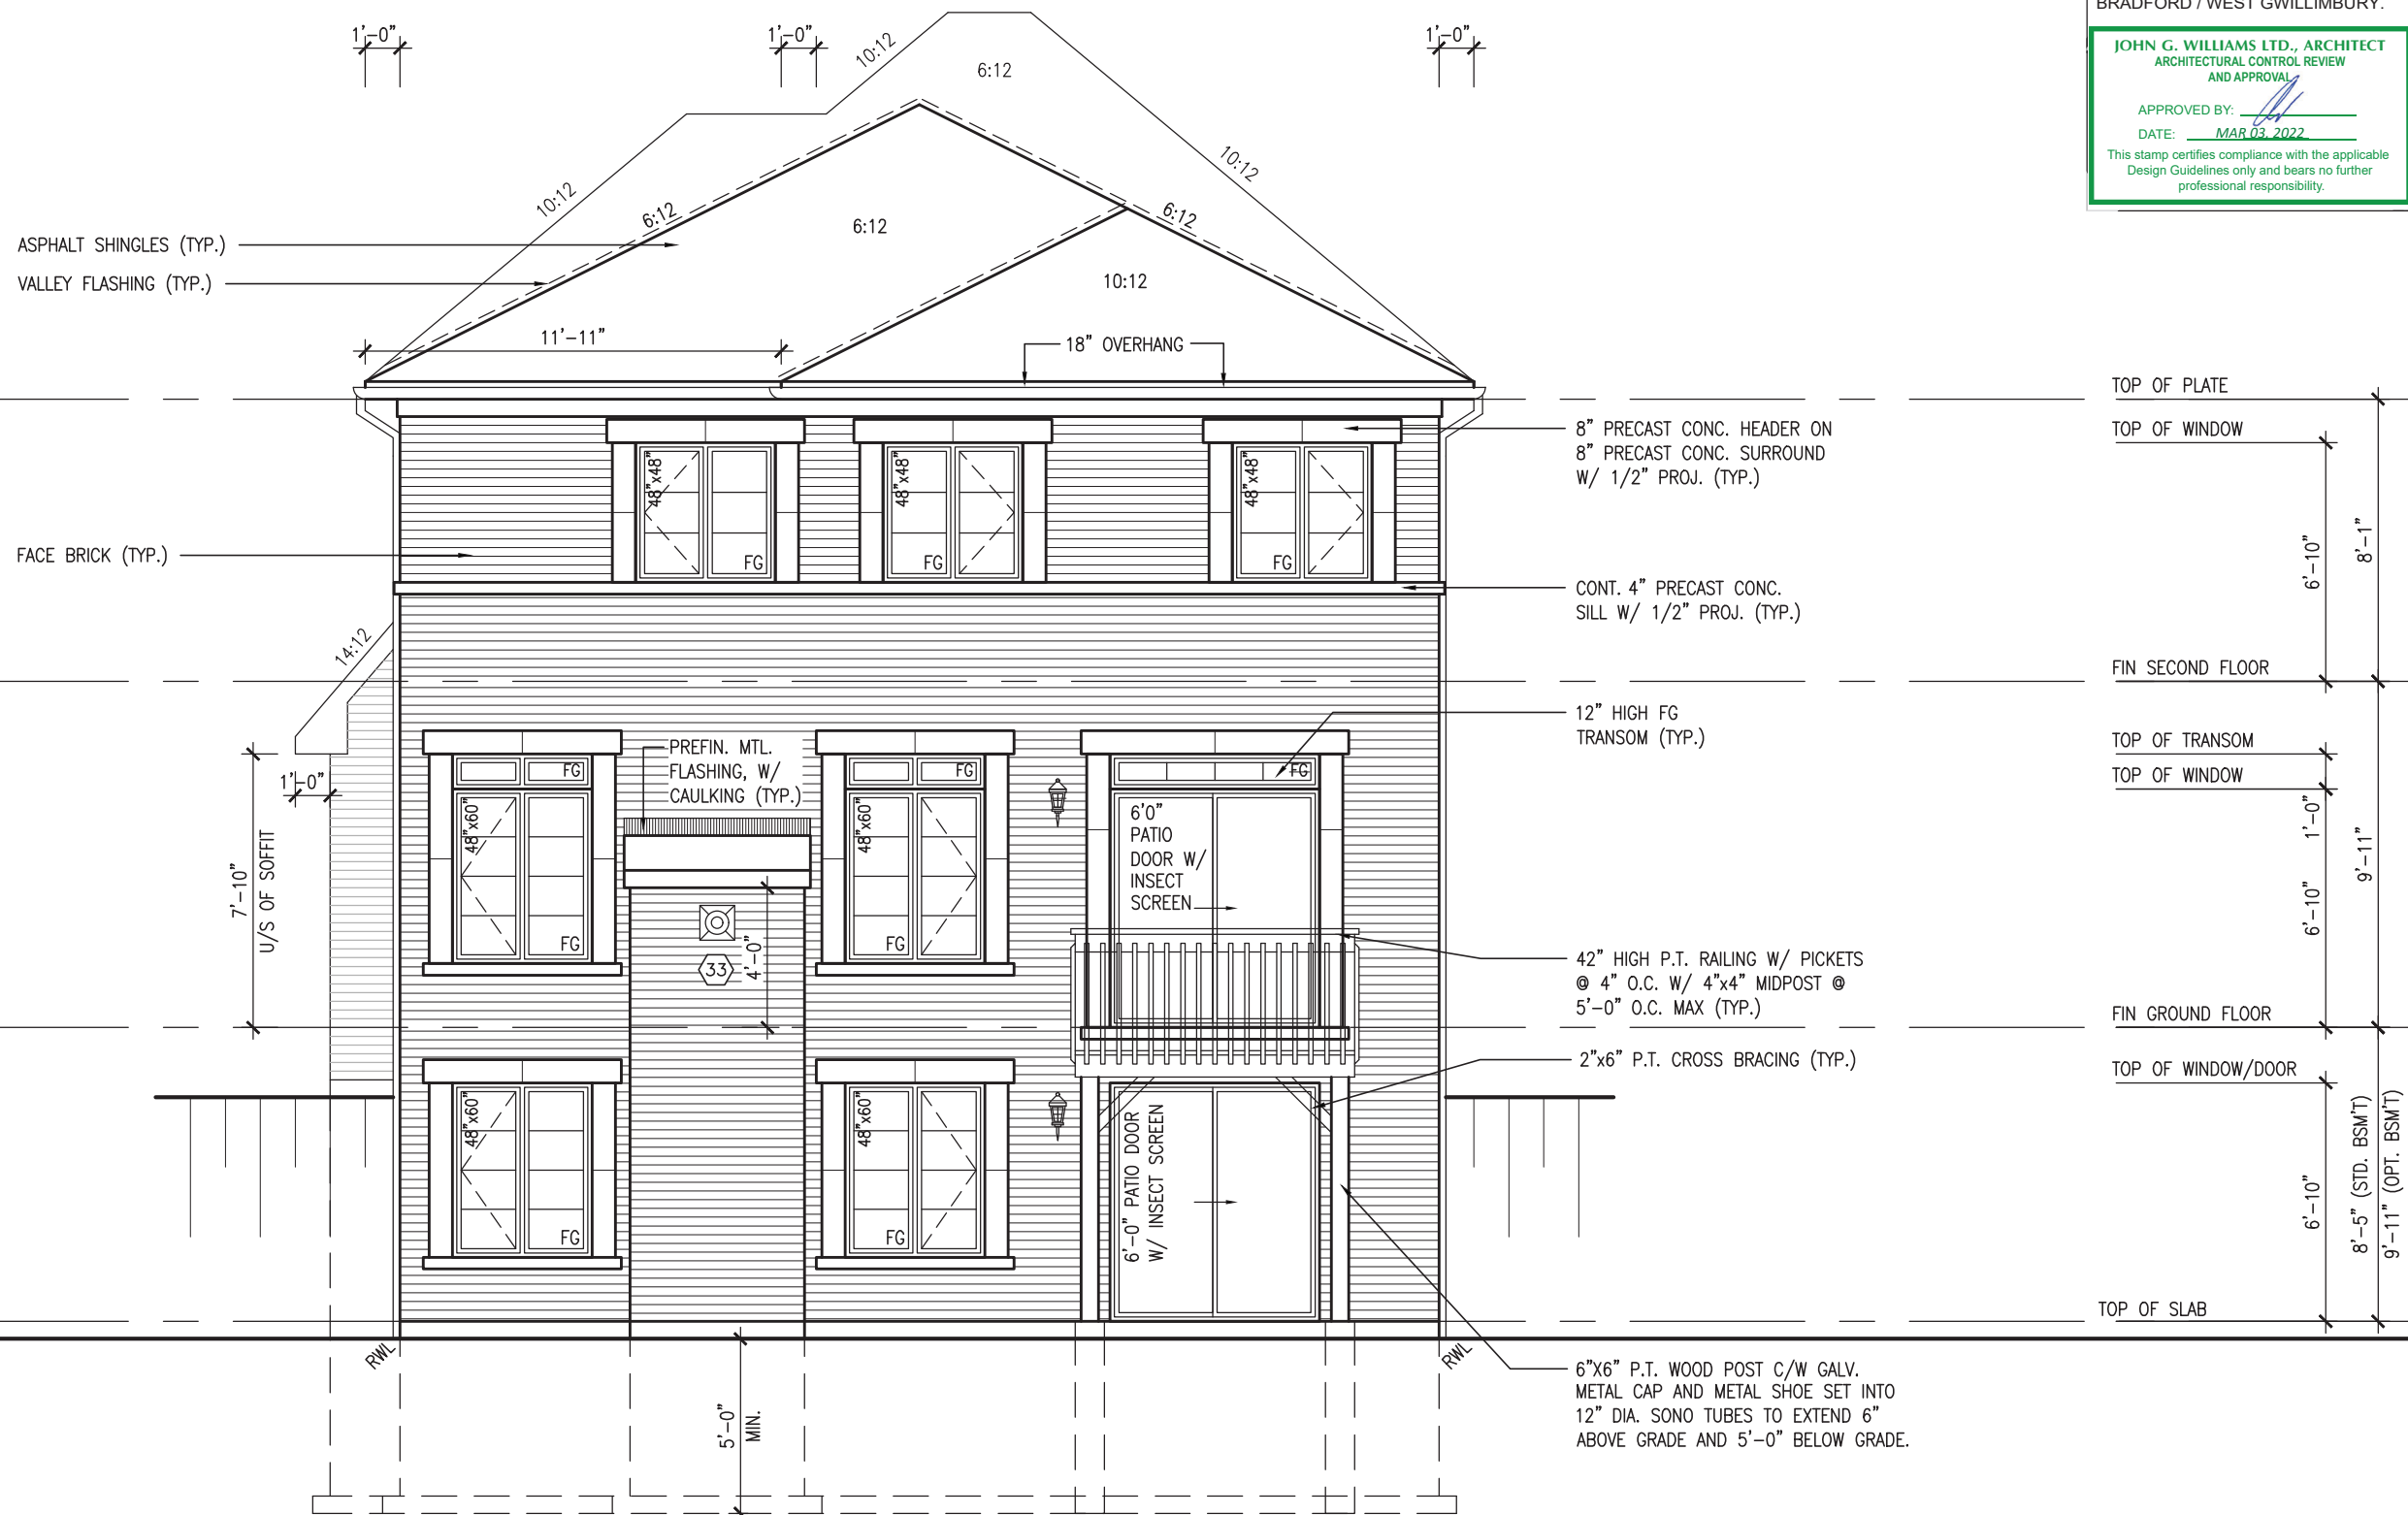 BRADFORD / WEST GWILLIMBURY.
JOHN G. WILLIAMS LTD., ARCHITECT
ARCHITECTURAL CONTROL REVIEW
AND APPROVAL
APPROVED BY:
DATE: MAR 03, 2022
This stamp certifies compliance with the applicable
Design Guidelines only and bears no further
professional responsibility.
1'-0"
1'-0"
1'-0"
10:12
6:12
10:12
10:12
6:12
6:12
6:12
10:12
ASPHALT SHINGLES (TYP.)
VALLEY FLASHING (TYP.)
11'-11"
18" OVERHANG
TOP OF PLATE
TOP OF WINDOW
8" PRECAST CONC. HEADER ON
8" PRECAST CONC. SURROUND
W/ 1/2" PROJ. (TYP.)
48"x48"
FG
48"x48"
FG
48"x48"
FG
FACE BRICK (TYP.)
6'-10"
8'-1"
CONT. 4" PRECAST CONC.
SILL W/ 1/2" PROJ. (TYP.)
14:12
FIN SECOND FLOOR
12" HIGH FG
TRANSOM (TYP.)
TOP OF TRANSOM
TOP OF WINDOW
1'-0"
6'-10"
9'-11"
PREFIN. MTL.
FLASHING, W/
CAULKING (TYP.)
FG
FG
FG
1'-0"
7'-10"
U/S OF SOFFIT
48"x60"
FG
48"x60"
FG
6'0"
PATIO
DOOR W/
INSECT
SCREEN
33
4'-0"
42" HIGH P.T. RAILING W/ PICKETS
@ 4" O.C. W/ 4"x4" MIDPOST @
5'-0" O.C. MAX (TYP.)
FIN GROUND FLOOR
2"x6" P.T. CROSS BRACING (TYP.)
TOP OF WINDOW/DOOR
48"x60"
FG
48"x60"
FG
6'-0" PATIO DOOR
W/ INSECT SCREEN
6'-10"
8'-5" (STD. BSM'T)
9'-11" (OPT. BSM'T)
TOP OF SLAB
RWL
RWL
5'-0"
MIN.
6"X6" P.T. WOOD POST C/W GALV.
METAL CAP AND METAL SHOE SET INTO
12" DIA. SONO TUBES TO EXTEND 6"
ABOVE GRADE AND 5'-0" BELOW GRADE.